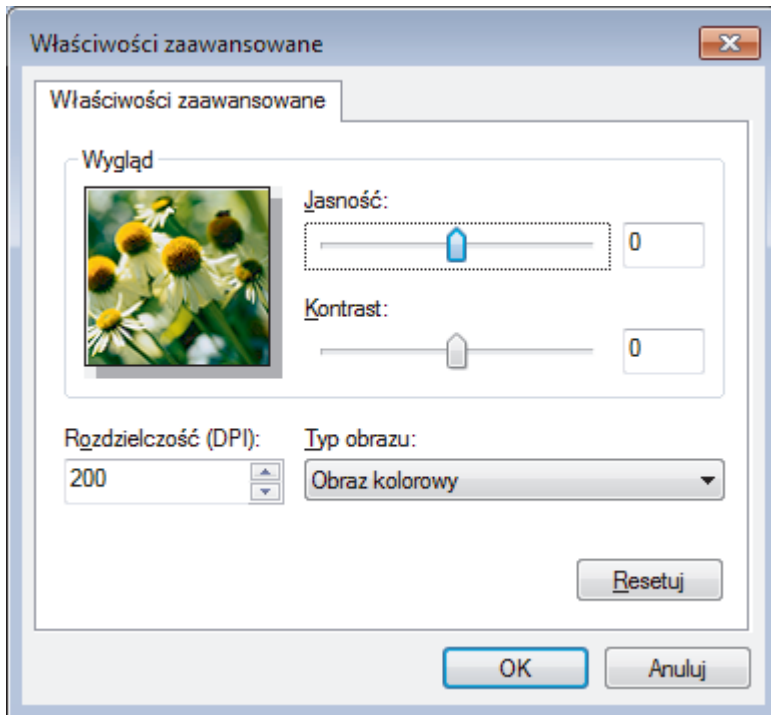 Właściwości zaawansowane
Właściwości zaawansowane
Wygląd
Jasność:
0
Kontrast:
0
Rozdzielczość (DPI):
Typ obrazu:
200
Obraz kolorowy
Resetuj
OK
Anuluj